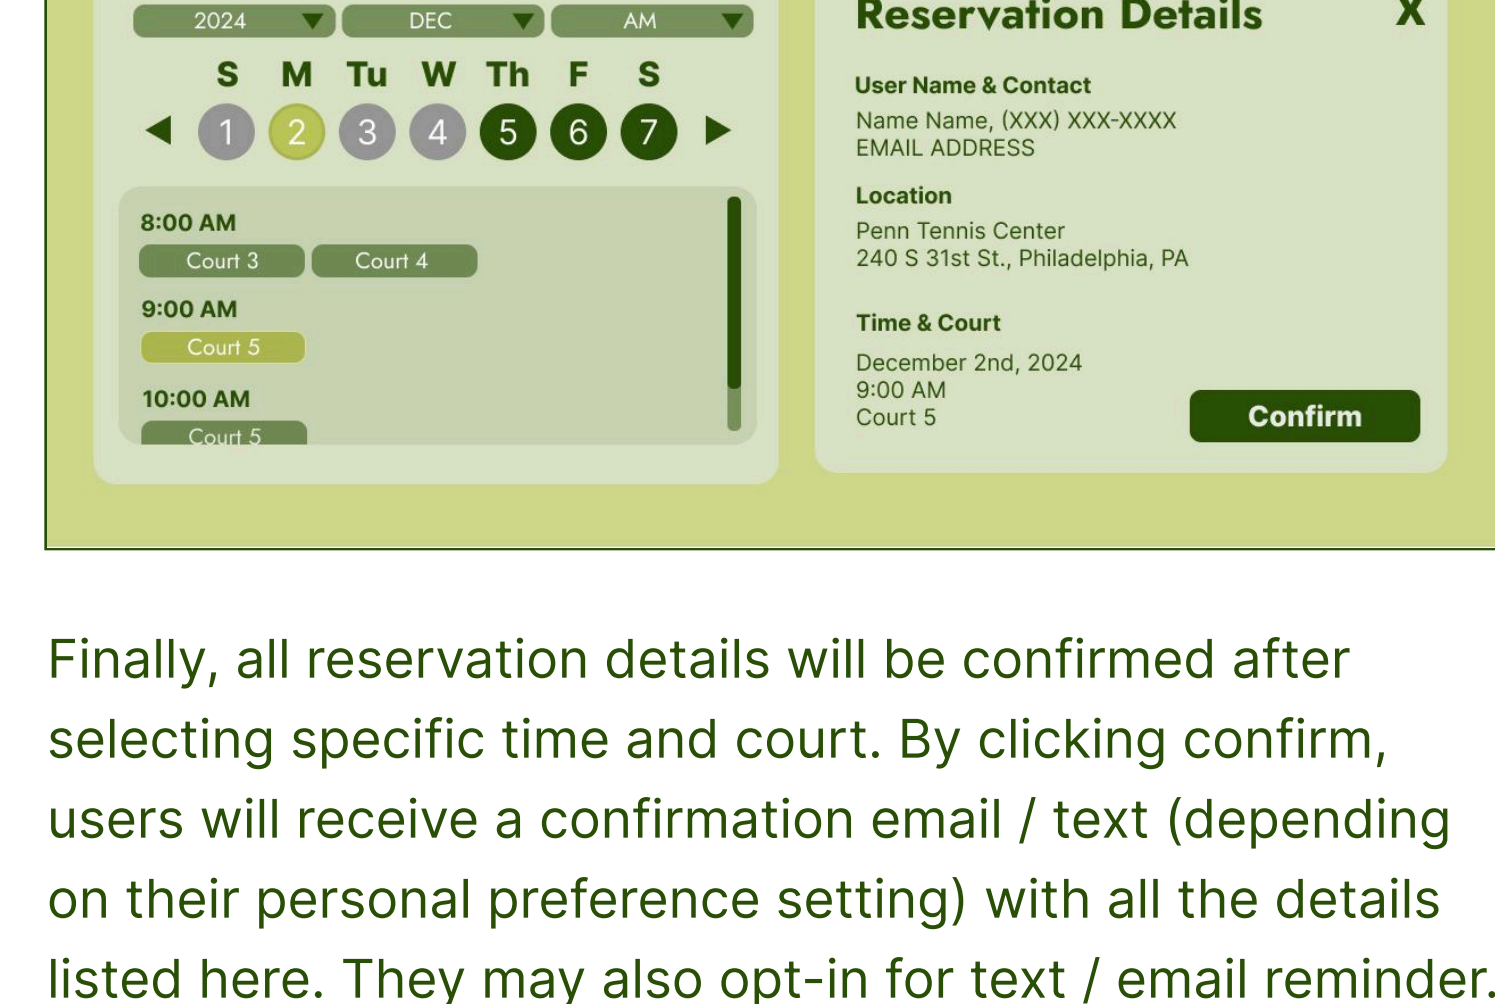 2024 DEC AM
S M Tu W Th F S
1 2 3 4 5 6 7
8:00 AM
Court 3 Court 4
9:00 AM
Court 5
10:00 AM
Court 5
Reservation Details X
User Name & Contact
Name Name, (XXX) XXX-XXXX
EMAIL ADDRESS
Location
Penn Tennis Center
240 S 31st St., Philadelphia, PA
Time & Court
December 2nd, 2024
9:00 AM
Court 5
Confirm
Finally, all reservation details will be confirmed after
selecting specific time and court. By clicking confirm,
users will receive a confirmation email / text (depending
on their personal preference setting) with all the details
listed here. They may also opt-in for text / email reminder.